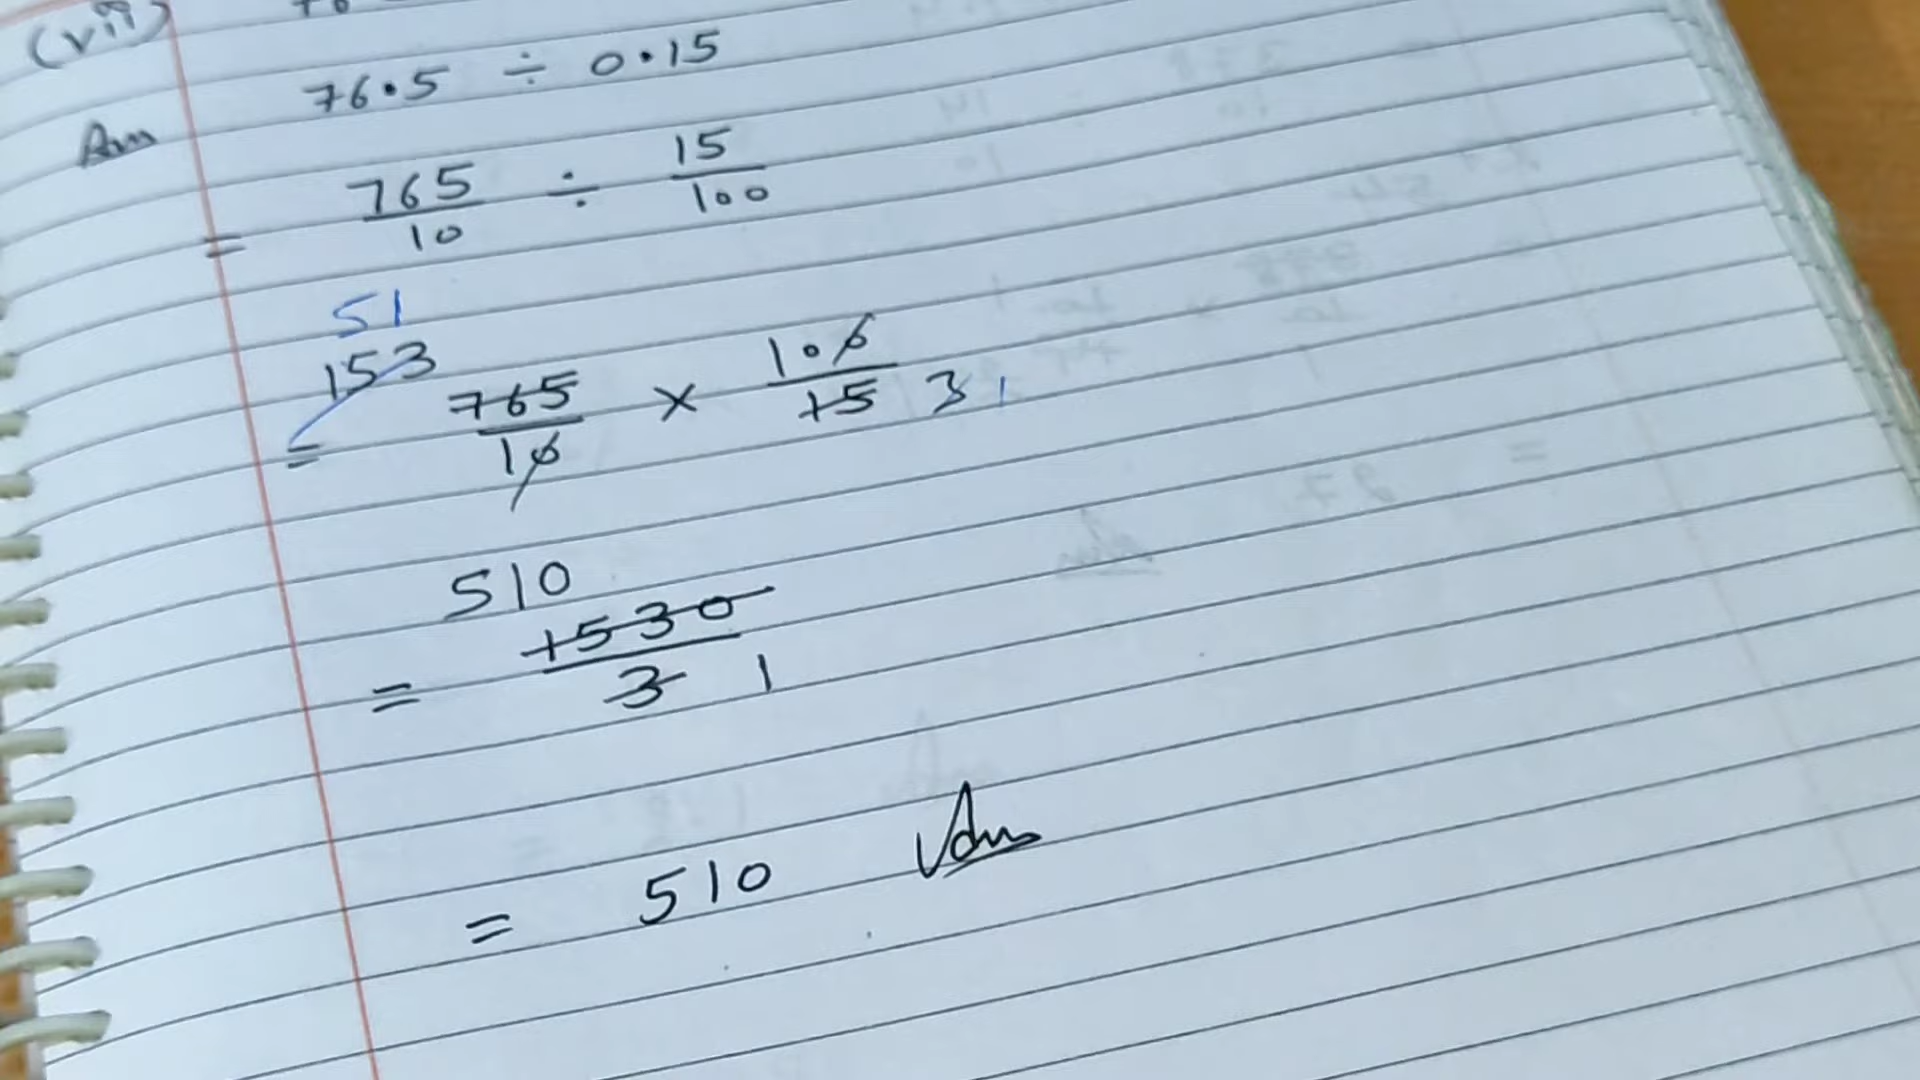 (vii)
76.5 ÷ 0.15
Ans
= 765/10 ÷ 15/100
51
153
= 765/10 × 100/15 3 1
510
= 1530/3 1
= 510 Ans